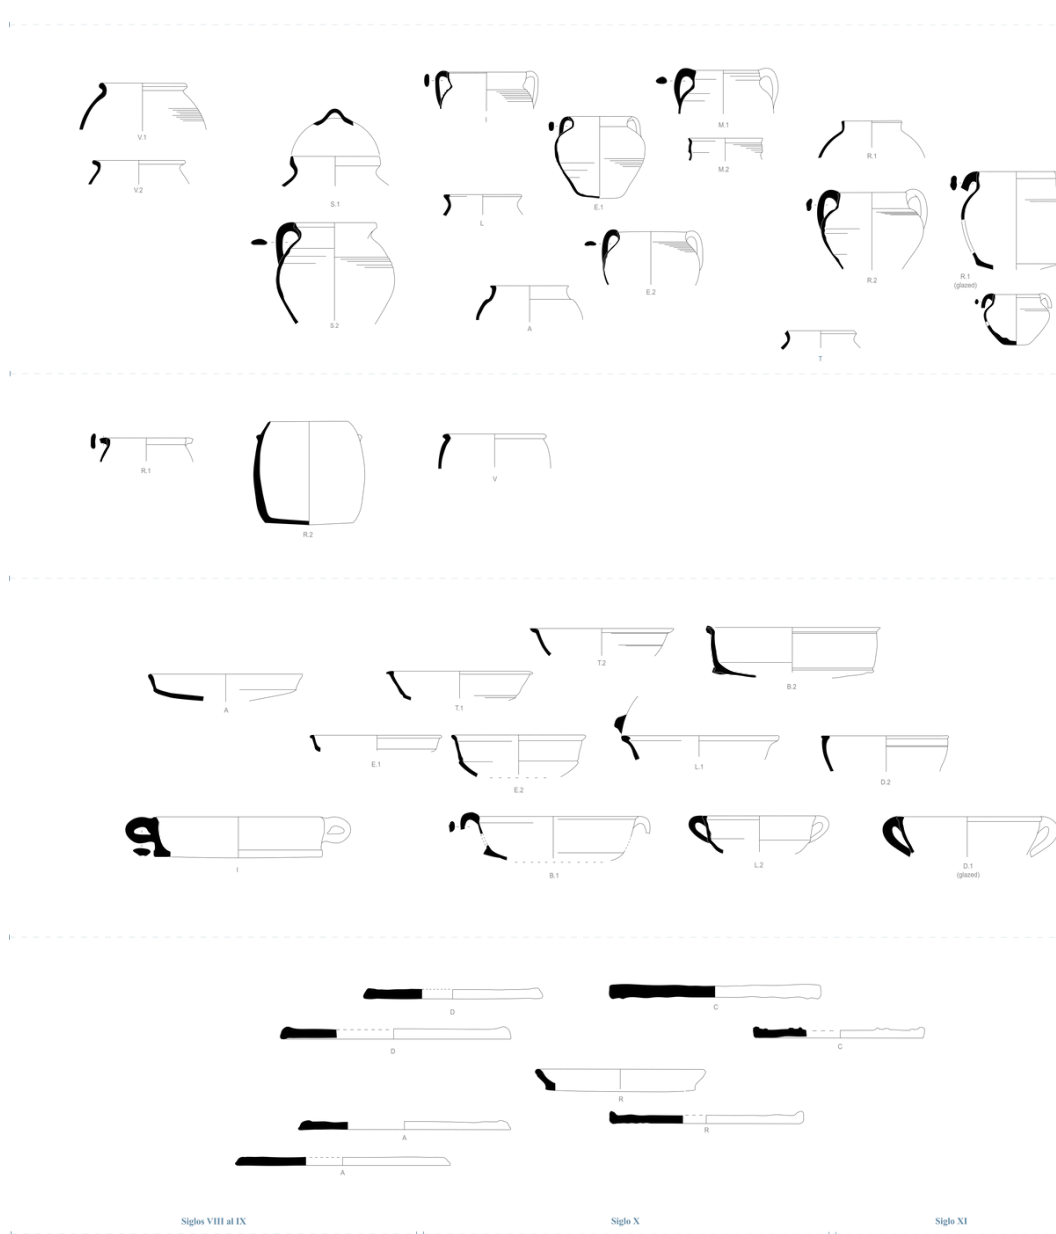 V.1
V.2
S.1
S.2
I
L
E.1
E.2
A
M.1
M.2
R.1
R.2
R.1
(glazed)
T
R.1
R.2
V
A
T.1
T.2
B.2
E.1
E.2
L.1
D.2
I
B.1
L.2
D.1
(glazed)
D
C
D
C
R
A
R
A
Siglos VIII al IX
Siglo X
Siglo XI